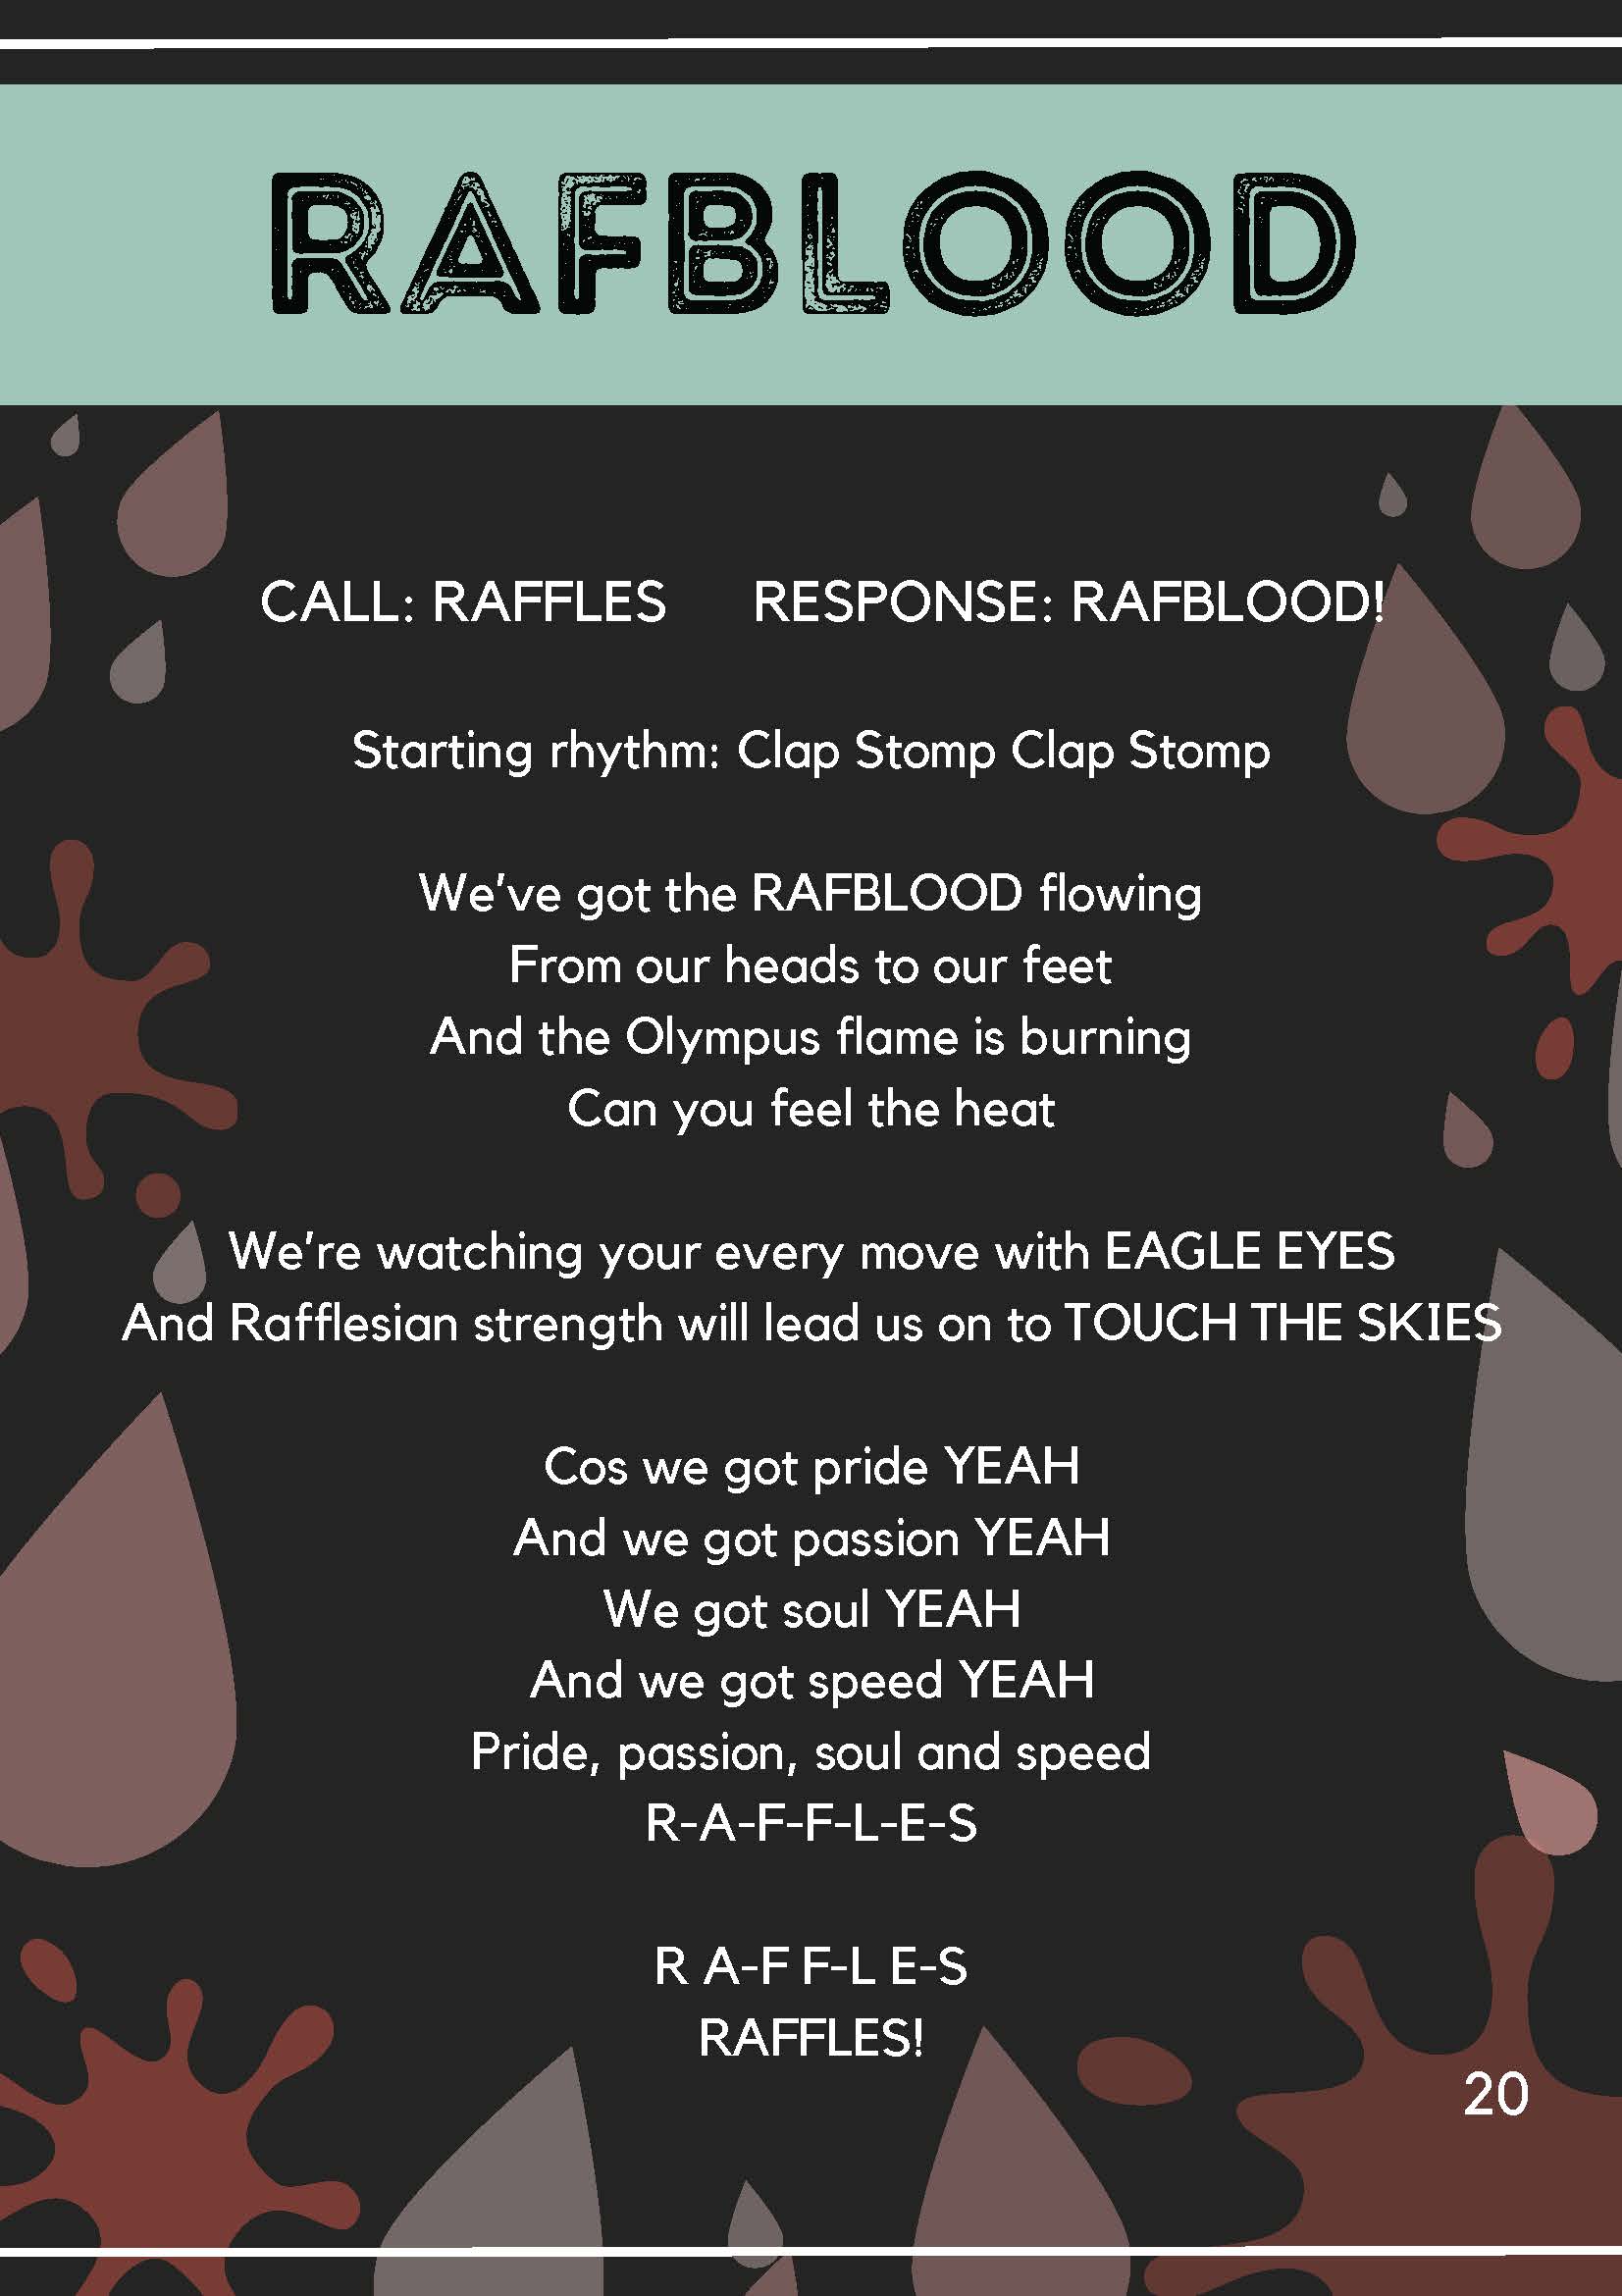 RAFBLOOD
CALL: RAFFLES RESPONSE: RAFBLOOD!
Starting rhythm: Clap Stomp Clap Stomp
We've got the RAFBLOOD flowing
From our heads to our feet
And the Olympus flame is burning
Can you feel the heat
We're watching your every move with EAGLE EYES
And Rafflesian strength will lead us on to TOUCH THE SKIES
Cos we got pride YEAH
And we got passion YEAH
We got soul YEAH
And we got speed YEAH
Pride, passion, soul and speed
R-A-F-F-L-E-S
R A-F F-L E-S
RAFFLES!
20